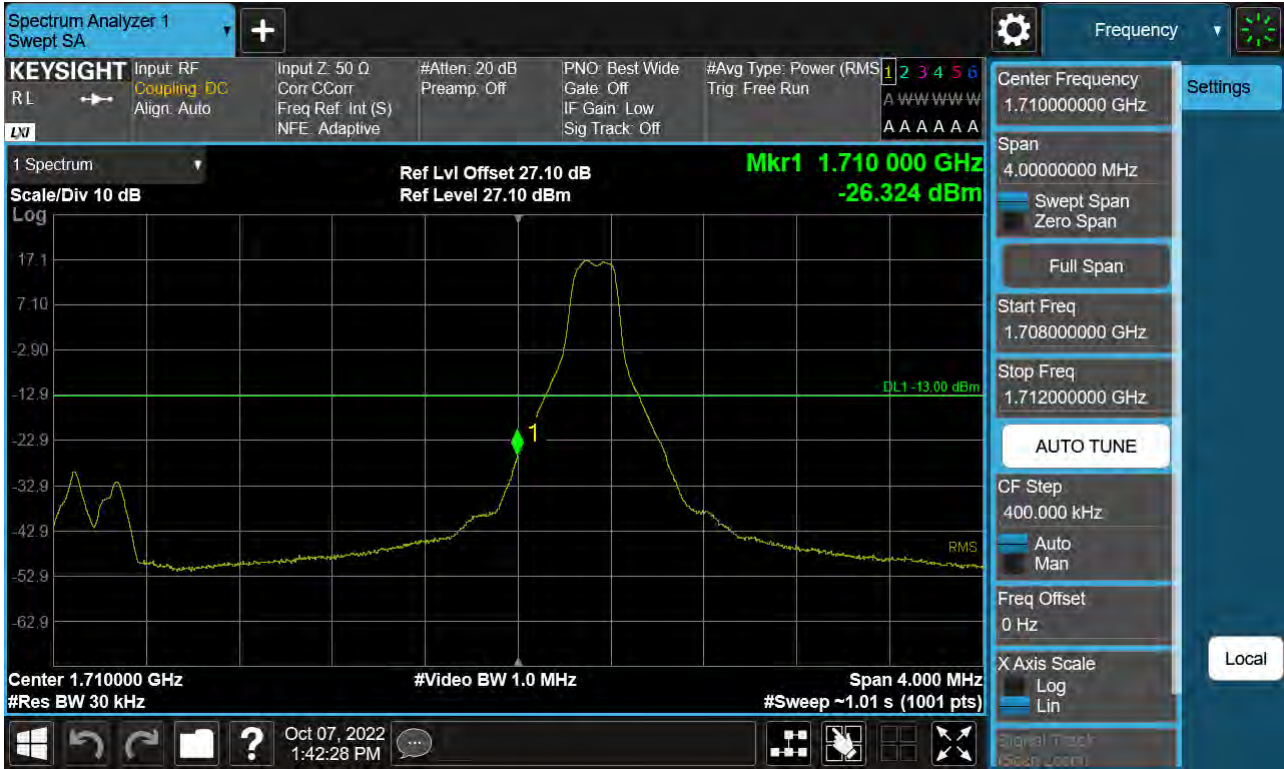 Spectrum Analyzer 1
Swept SA
Frequency
KEYSIGHT
RL
LXI
Input: RF
Coupling: DC
Align: Auto
Input Z: 50 Ω
Corr CCorr
Freq Ref: Int (S)
NFE: Adaptive
#Atten: 20 dB
Preamp: Off
PNO: Best Wide
Gate: Off
IF Gain: Low
Sig Track: Off
#Avg Type: Power (RMS
Trig: Free Run
1 2 3 4 5 6
A W W W W W
A A A A A A
1 Spectrum
Scale/Div 10 dB
Log
Ref Lvl Offset 27.10 dB
Ref Level 27.10 dBm
Mkr1 1.710 000 GHz
-26.324 dBm
17.1
7.10
-2.90
-12.9
DL1 -13.00 dBm
-22.9
1
-32.9
-42.9
RMS
-52.9
-62.9
Center 1.710000 GHz
#Video BW 1.0 MHz
Span 4.000 MHz
#Res BW 30 kHz
#Sweep ~1.01 s (1001 pts)
Center Frequency
1.710000000 GHz
Settings
Span
4.00000000 MHz
Swept Span
Zero Span
Full Span
Start Freq
1.708000000 GHz
Stop Freq
1.712000000 GHz
AUTO TUNE
CF Step
400.000 kHz
Auto
Man
Freq Offset
0 Hz
X Axis Scale
Log
Lin
Local
Signal Track
(Span Zoom)
?
Oct 07, 2022
1:42:28 PM